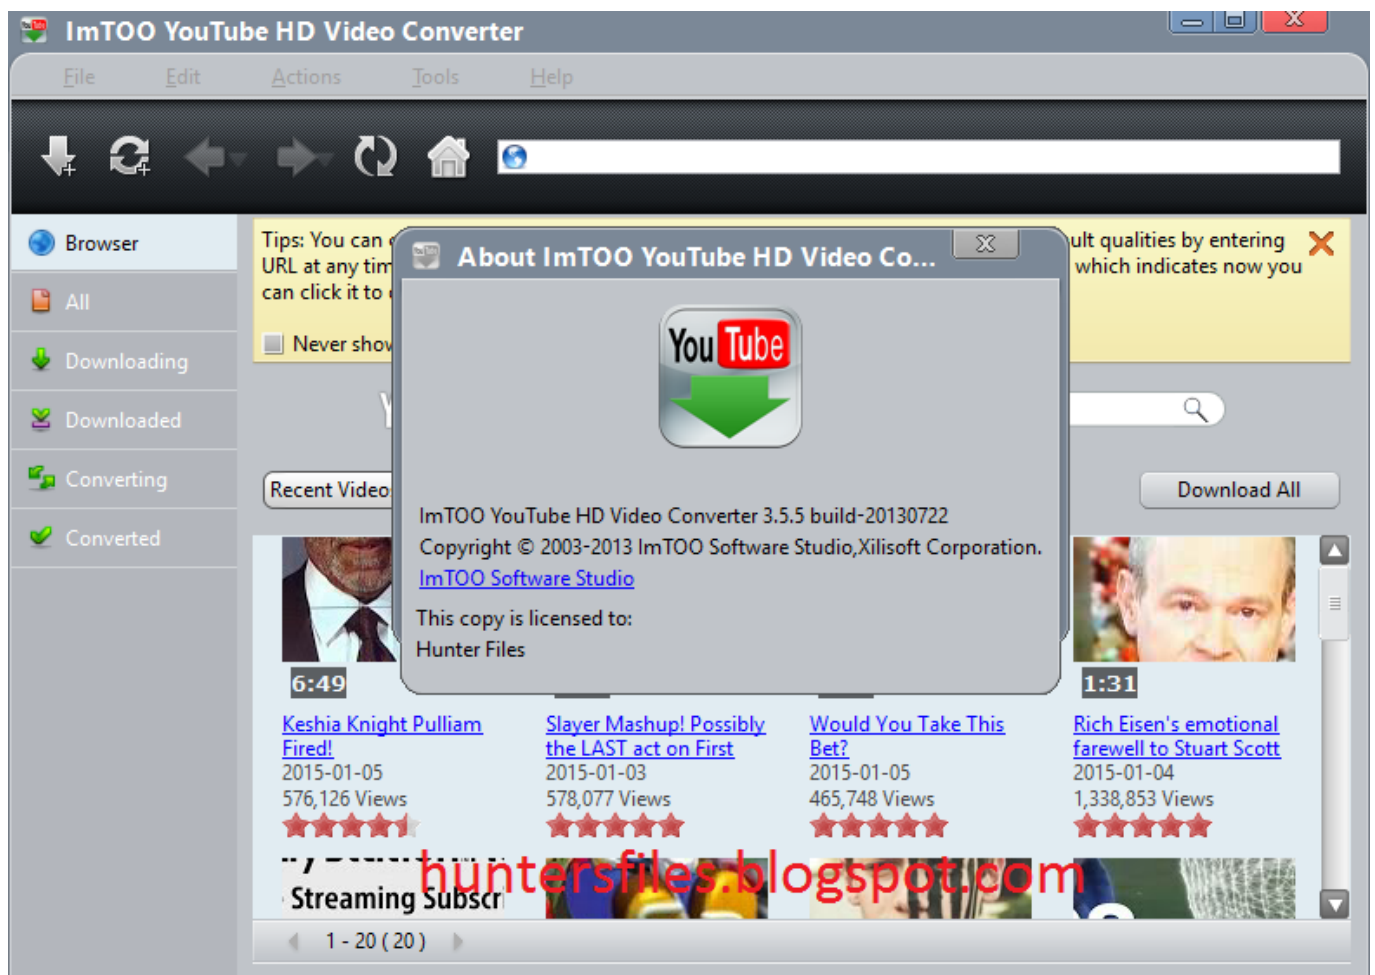 ImTOO YouTube HD Video Converter
File Edit Actions Tools Help
Browser
All
Downloading
Downloaded
Converting
Converted
Tips: You can
URL at any tim
can click it to
ult qualities by entering
which indicates now you
Never show
About ImTOO YouTube HD Video Co...
You Tube
ImTOO YouTube HD Video Converter 3.5.5 build-20130722
Copyright © 2003-2013 ImTOO Software Studio,Xilisoft Corporation.
ImTOO Software Studio
This copy is licensed to:
Hunter Files
Recent Video
Download All
6:49
1:31
Keshia Knight Pulliam
Fired!
2015-01-05
576,126 Views
Slayer Mashup! Possibly
the LAST act on First
2015-01-03
578,077 Views
Would You Take This
Bet?
2015-01-05
465,748 Views
Rich Eisen's emotional
farewell to Stuart Scott
2015-01-04
1,338,853 Views
huntersfiles.blogspot.com
Streaming Subscr
1 - 20 ( 20 )